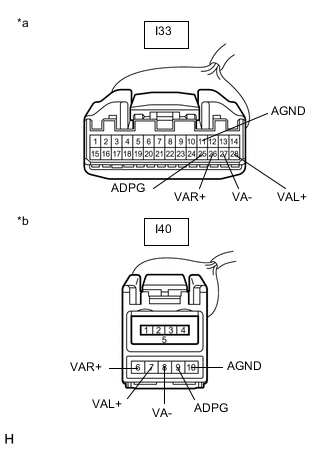 *a
I33
AGND
1 2 3 4 5 6 7 8 9 10 11 12 13 14
15 16 17 18 19 20 21 22 23 24 25 26 27 28
ADPG
VAR+
VA-
VAL+
*b
I40
1 2 3 4
5
VAR+
6 7 8 9 10
AGND
VAL+
VA-
ADPG
H